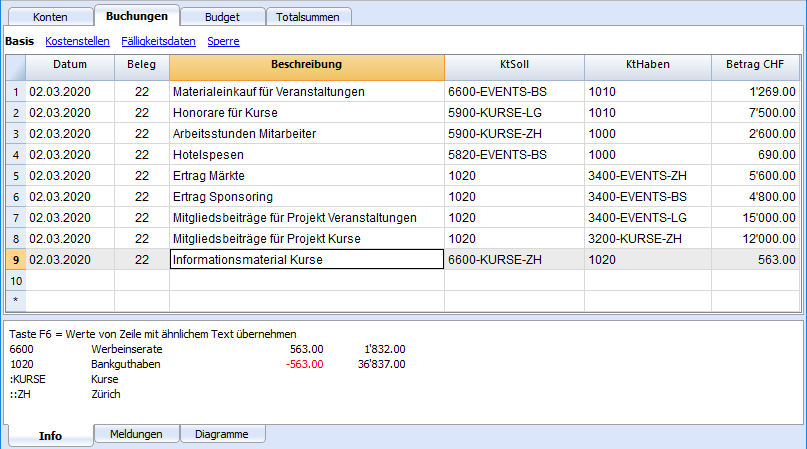 Konten Buchungen Budget Totalsummen
Basis Kostenstellen Fälligkeitsdaten Sperre
Datum Beleg Beschreibung KtSoll KtHaben Betrag CHF
1 02.03.2020 22 Materialeinkauf für Veranstaltungen 6600-EVENTS-BS 1010 1'269.00
2 02.03.2020 22 Honorare für Kurse 5900-KURSE-LG 1010 7'500.00
3 02.03.2020 22 Arbeitsstunden Mitarbeiter 5900-KURSE-ZH 1000 2'600.00
4 02.03.2020 22 Hotelspesen 5820-EVENTS-BS 1000 690.00
5 02.03.2020 22 Ertrag Märkte 1020 3400-EVENTS-ZH 5'600.00
6 02.03.2020 22 Ertrag Sponsoring 1020 3400-EVENTS-BS 4'800.00
7 02.03.2020 22 Mitgliedsbeiträge für Projekt Veranstaltungen 1020 3400-EVENTS-LG 15'000.00
8 02.03.2020 22 Mitgliedsbeiträge für Projekt Kurse 1020 3200-KURSE-ZH 12'000.00
9 02.03.2020 22 Informationsmaterial Kurse 6600-KURSE-ZH 1020 563.00
10
*
Taste F6 = Werte von Zeile mit ähnlichem Text übernehmen
6600 Werbeinserate 563.00 1'832.00
1020 Bankguthaben -563.00 36'837.00
:KURSE Kurse
::ZH Zürich
Info Meldungen Diagramme